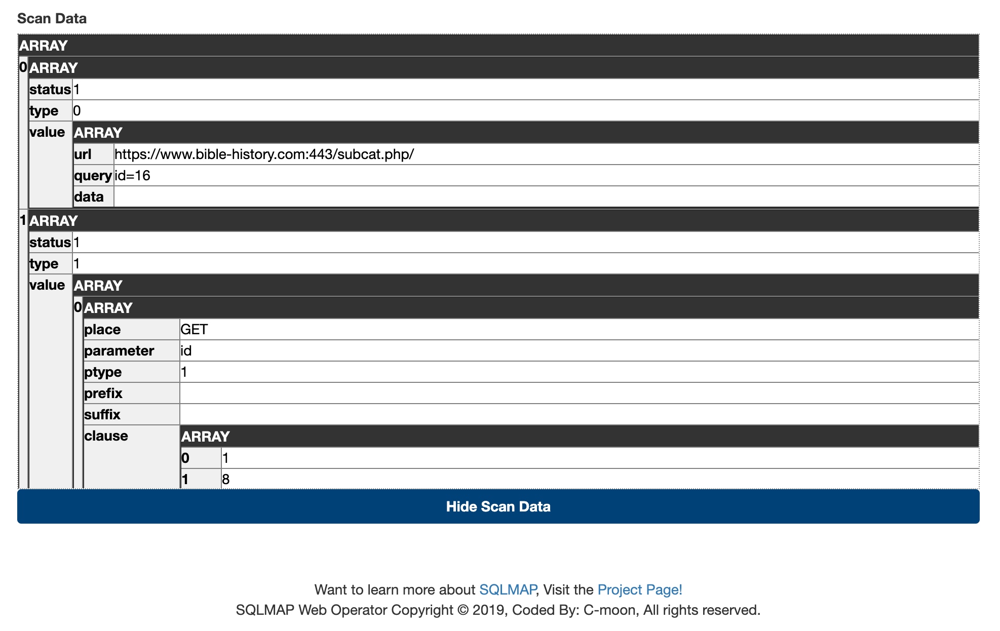 Scan Data
ARRAY
0 ARRAY
status 1
type 0
value ARRAY
url https://www.bible-history.com:443/subcat.php/
query id=16
data
1 ARRAY
status 1
type 1
value ARRAY
0 ARRAY
place GET
parameter id
ptype 1
prefix
suffix
clause ARRAY
0 1
1 8
Hide Scan Data
Want to learn more about SQLMAP, Visit the Project Page!
SQLMAP Web Operator Copyright © 2019, Coded By: C-moon, All rights reserved.